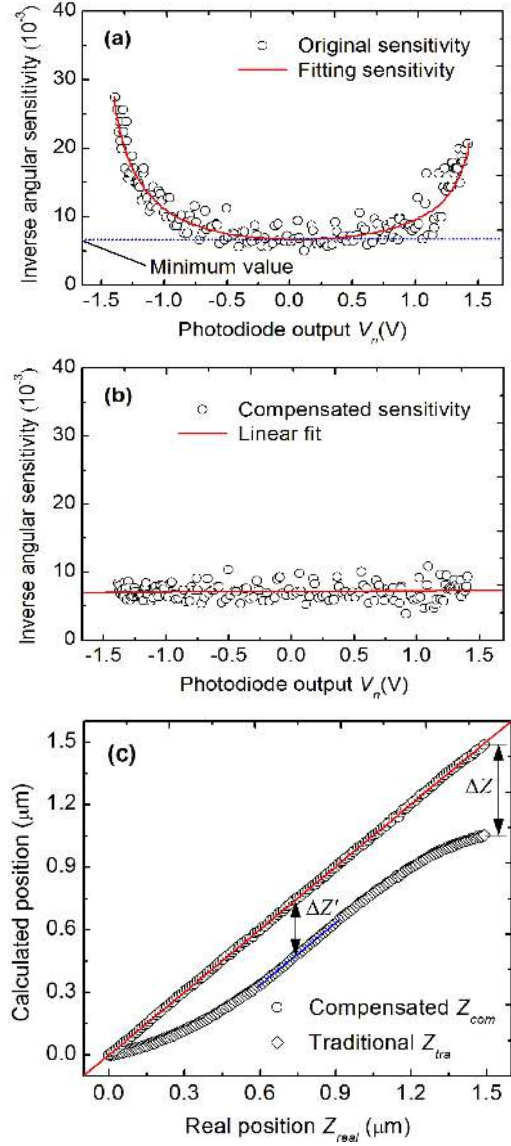 40
(a)
Original sensitivity
Fitting sensitivity
30
20
10
0
Minimum value
-1.5 -1.0 -0.5 0.0 0.5 1.0 1.5
Inverse angular sensitivity (10⁻³)
Photodiode output Vₙ(V)
40
(b)
Compensated sensitivity
Linear fit
30
20
10
0
-1.5 -1.0 -0.5 0.0 0.5 1.0 1.5
Inverse angular sensitivity (10⁻³)
Photodiode output Vₙ(V)
1.5
(c)
ΔZ
1.2
0.9
ΔZ'
0.6
0.3
Compensated Z_com
Traditional Z_tra
0.0
0.0 0.3 0.6 0.9 1.2 1.5
Calculated position (μm)
Real position Z_real (μm)